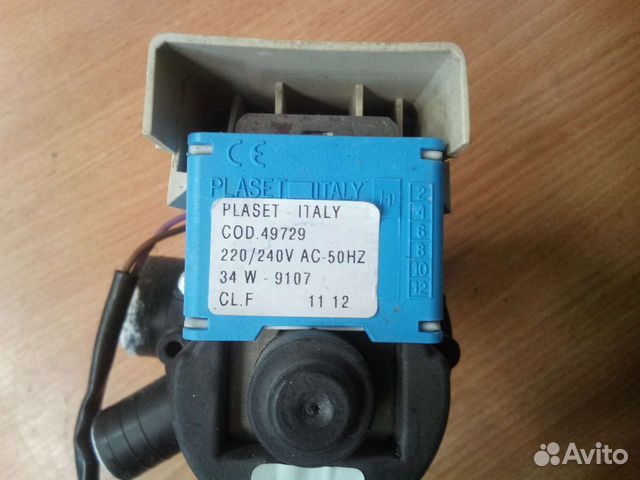 CE
PLASET ITALY
2
4
6
8
10
12
PLASET - ITALY
COD.49729
220/240V AC-50HZ
34 W - 9107
CL.F 11 12
Avito